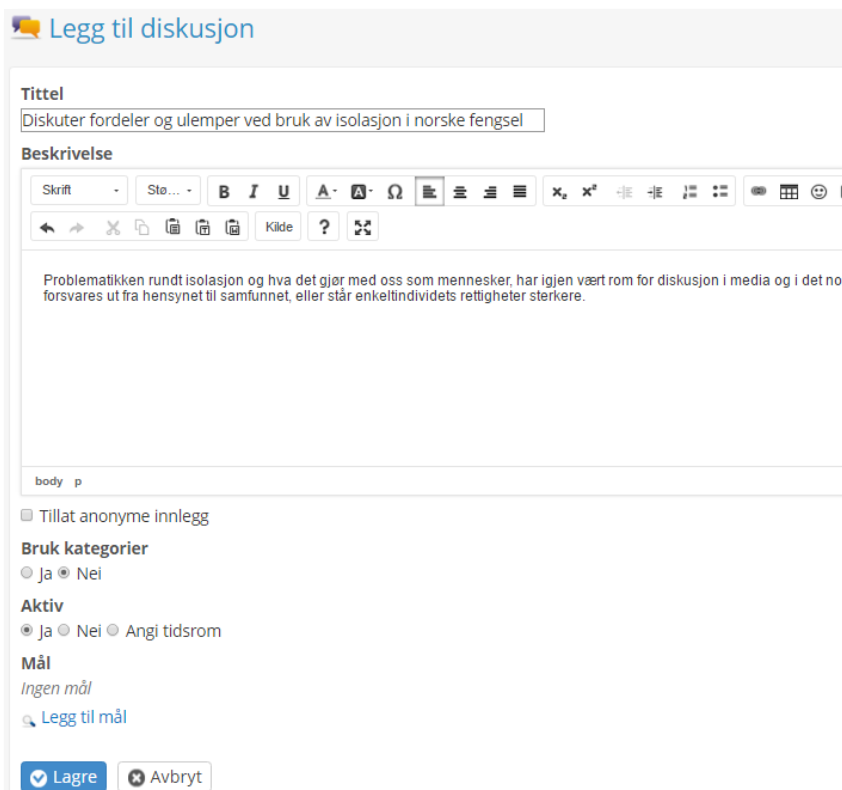 Legg til diskusjon
Tittel
Diskuter fordeler og ulemper ved bruk av isolasjon i norske fengsel
Beskrivelse
Skrift Stø... B I U A A Ω x₂ x²
Kilde ?
Problematikken rundt isolasjon og hva det gjør med oss som mennesker, har igjen vært rom for diskusjon i media og i det no
forsvares ut fra hensynet til samfunnet, eller står enkeltindividets rettigheter sterkere.
body p
Tillat anonyme innlegg
Bruk kategorier
Ja Nei
Aktiv
Ja Nei Angi tidsrom
Mål
Ingen mål
Legg til mål
Lagre Avbryt